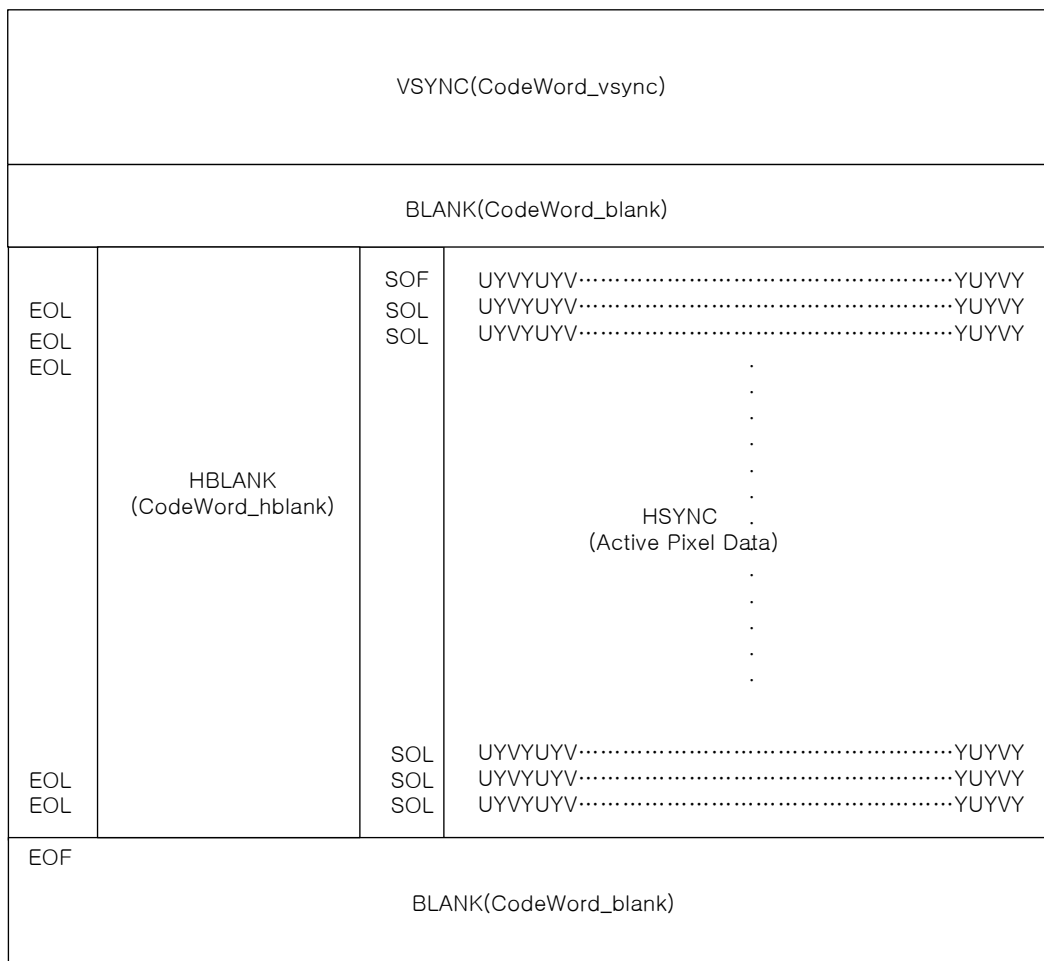 VSYNC(CodeWord_vsync)
BLANK(CodeWord_blank)
SOF UYVYUYV…………………………………………YUYVY
EOL SOL UYVYUYV…………………………………………YUYVY
EOL SOL UYVYUYV…………………………………………YUYVY
EOL
HBLANK
(CodeWord_hblank)
HSYNC
(Active Pixel Data)
SOL UYVYUYV…………………………………………YUYVY
EOL SOL UYVYUYV…………………………………………YUYVY
EOL SOL UYVYUYV…………………………………………YUYVY
EOF
BLANK(CodeWord_blank)